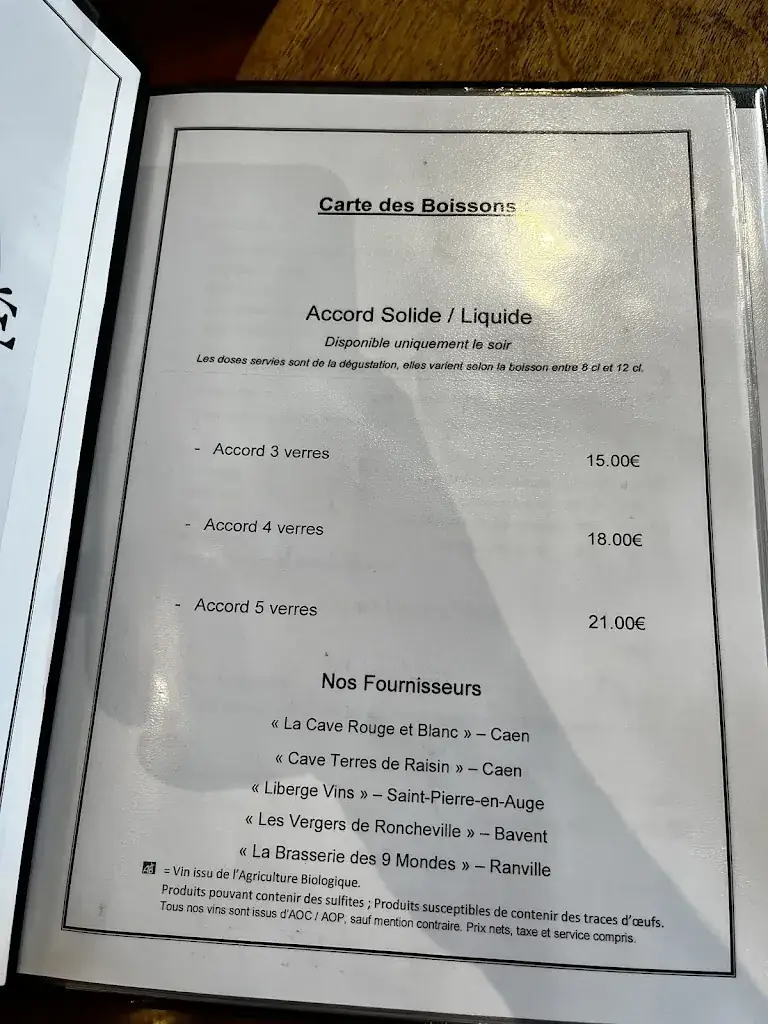 Carte des Boissons
Accord Solide / Liquide
Disponible uniquement le soir
Les doses servies sont de la dégustation, elles varient selon la boisson entre 8 cl et 12 cl.
- Accord 3 verres 15.00€
- Accord 4 verres 18.00€
- Accord 5 verres 21.00€
Nos Fournisseurs
« La Cave Rouge et Blanc » – Caen
« Cave Terres de Raisin » – Caen
« Liberge Vins » – Saint-Pierre-en-Auge
« Les Vergers de Roncheville » – Bavent
« La Brasserie des 9 Mondes » – Ranville
AB = Vin issu de l'Agriculture Biologique.
Produits pouvant contenir des sulfites ; Produits susceptibles de contenir des traces d'œufs.
Tous nos vins sont issus d'AOC / AOP, sauf mention contraire. Prix nets, taxe et service compris.